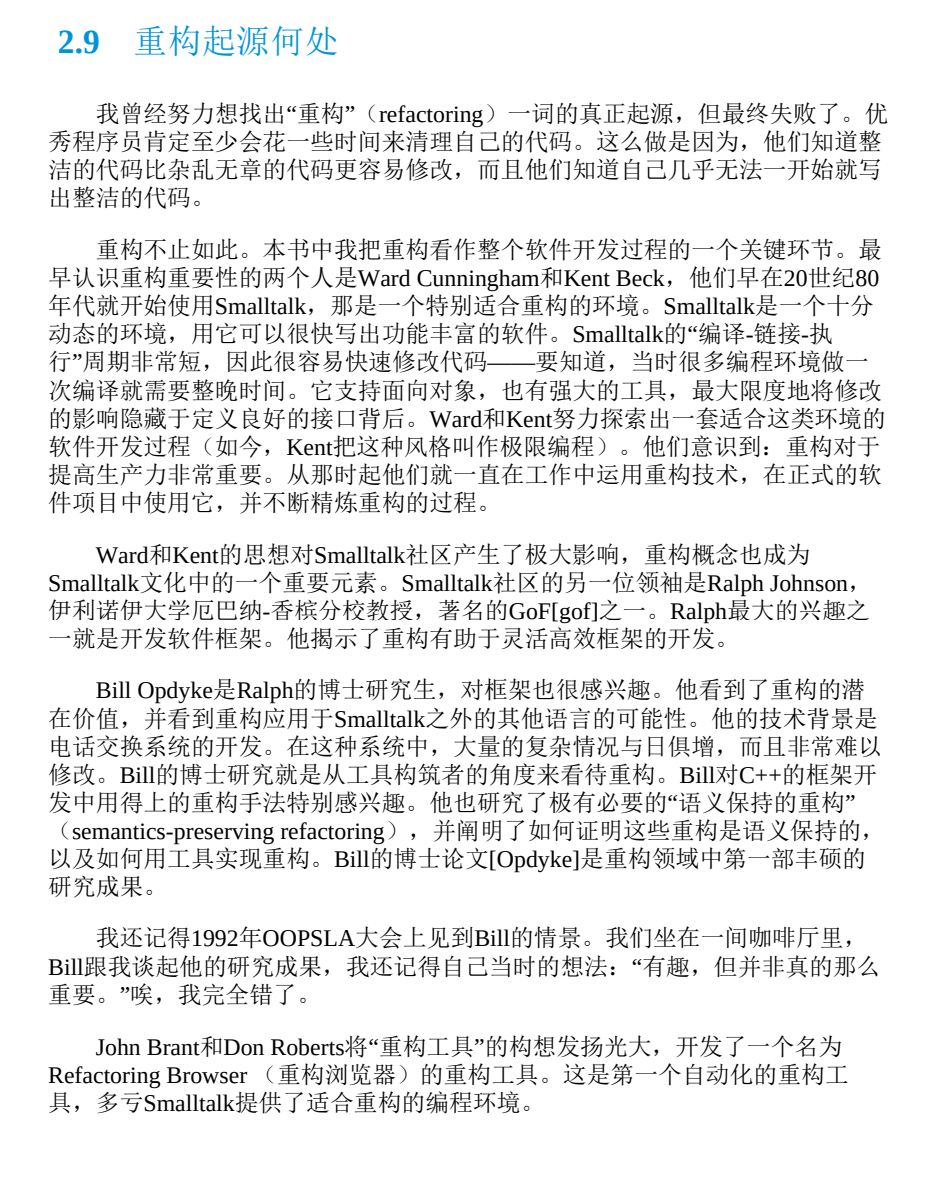 2.9 重构起源何处
我曾经努力想找出“重构”（refactoring）一词的真正起源，但最终失败了。优
秀程序员肯定至少会花一些时间来清理自己的代码。这么做是因为，他们知道整
洁的代码比杂乱无章的代码更容易修改，而且他们知道自己几乎无法一开始就写
出整洁的代码。
重构不止如此。本书中我把重构看作整个软件开发过程的一个关键环节。最
早认识重构重要性的两个人是Ward Cunningham和Kent Beck，他们早在20世纪80
年代就开始使用Smalltalk，那是一个特别适合重构的环境。Smalltalk是一个十分
动态的环境，用它可以很快写出功能丰富的软件。Smalltalk的“编译-链接-执
行”周期非常短，因此很容易快速修改代码——要知道，当时很多编程环境做一
次编译就需要整晚时间。它支持面向对象，也有强大的工具，最大限度地将修改
的影响隐藏于定义良好的接口背后。Ward和Kent努力探索出一套适合这类环境的
软件开发过程（如今，Kent把这种风格叫作极限编程）。他们意识到：重构对于
提高生产力非常重要。从那时起他们就一直在工作中运用重构技术，在正式的软
件项目中使用它，并不断精炼重构的过程。
Ward和Kent的思想对Smalltalk社区产生了极大影响，重构概念也成为
Smalltalk文化中的一个重要元素。Smalltalk社区的另一位领袖是Ralph Johnson，
伊利诺伊大学厄巴纳-香槟分校教授，著名的GoF[gof]之一。Ralph最大的兴趣之
一就是开发软件框架。他揭示了重构有助于灵活高效框架的开发。
Bill Opdyke是Ralph的博士研究生，对框架也很感兴趣。他看到了重构的潜
在价值，并看到重构应用于Smalltalk之外的其他语言的可能性。他的技术背景是
电话交换系统的开发。在这种系统中，大量的复杂情况与日俱增，而且非常难以
修改。Bill的博士研究就是从工具构筑者的角度来看待重构。Bill对C++的框架开
发中用得上的重构手法特别感兴趣。他也研究了极有必要的“语义保持的重构”
（semantics-preserving refactoring），并阐明了如何证明这些重构是语义保持的，
以及如何用工具实现重构。Bill的博士论文[Opdyke]是重构领域中第一部丰硕的
研究成果。
我还记得1992年OOPSLA大会上见到Bill的情景。我们坐在一间咖啡厅里，
Bill跟我谈起他的研究成果，我还记得自己当时的想法：“有趣，但并非真的那么
重要。”唉，我完全错了。
John Brant和Don Roberts将“重构工具”的构想发扬光大，开发了一个名为
Refactoring Browser （重构浏览器）的重构工具。这是第一个自动化的重构工
具，多亏Smalltalk提供了适合重构的编程环境。